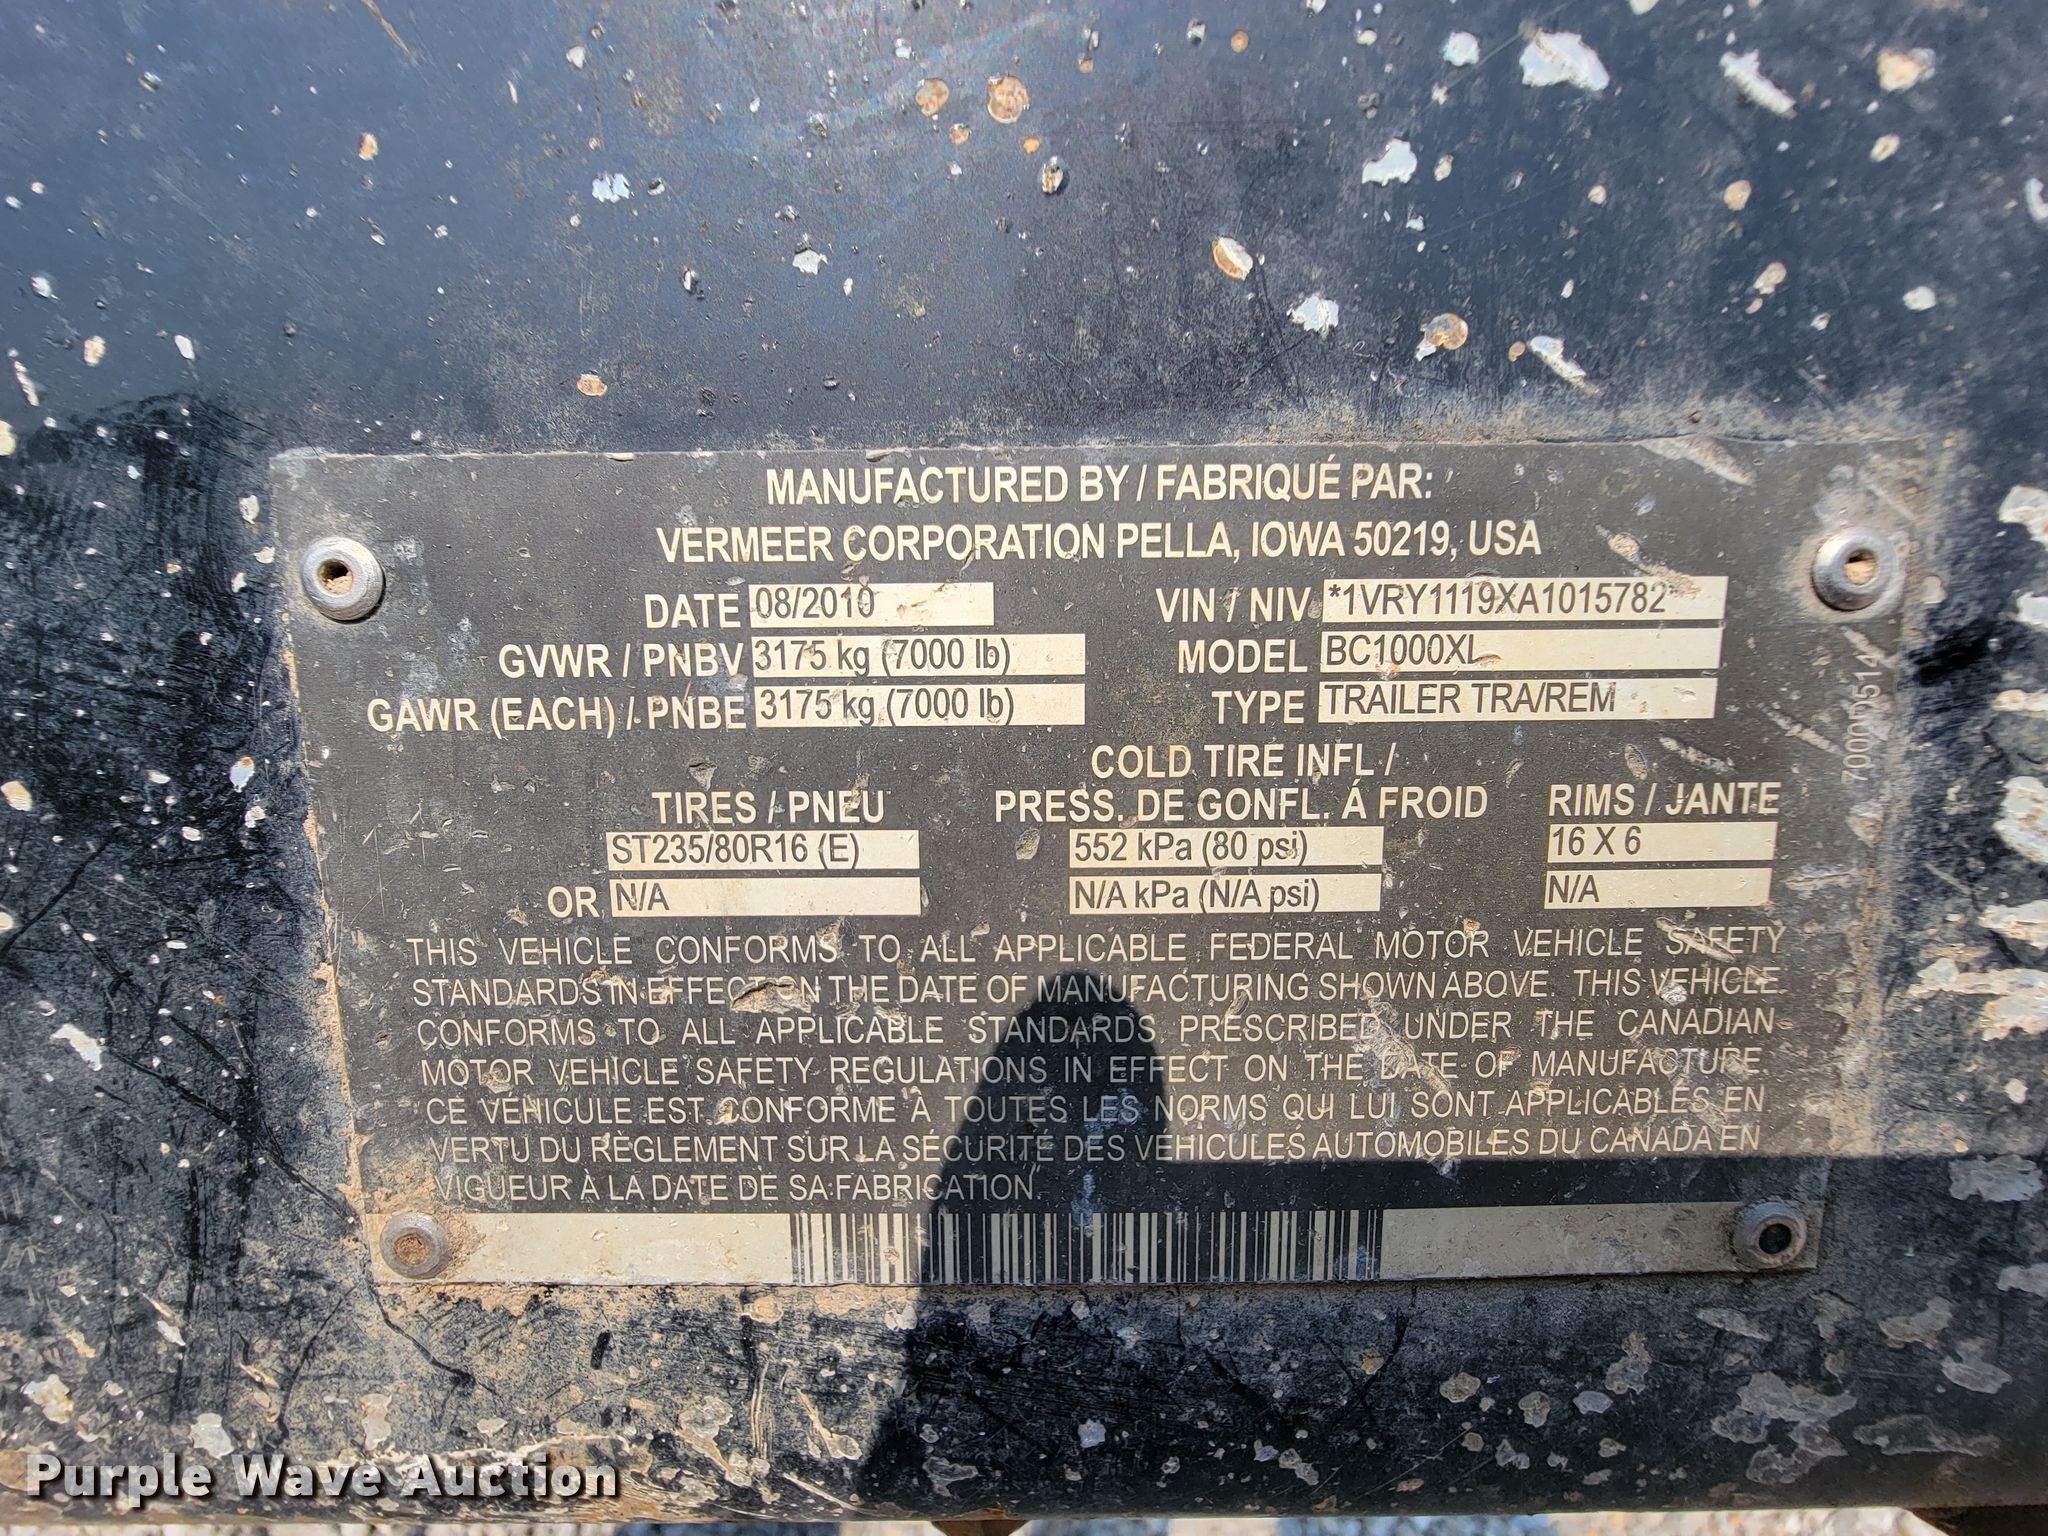 MANUFACTURED BY / FABRIQUÉ PAR:
VERMEER CORPORATION PELLA, IOWA 50219, USA
DATE 08/2010 VIN / NIV *1VRY1119XA1015782*
GVWR / PNBV 3175 kg (7000 lb) MODEL BC1000XL
GAWR (EACH) / PNBE 3175 kg (7000 lb) TYPE TRAILER TRA/REM
7000D514
COLD TIRE INFL /
TIRES / PNEU PRESS. DE GONFL. Á FROID RIMS / JANTE
ST235/80R16 (E) 552 kPa (80 psi) 16 X 6
OR N/A N/A kPa (N/A psi) N/A
THIS VEHICLE CONFORMS TO ALL APPLICABLE FEDERAL MOTOR VEHICLE SAFETY
STANDARDS IN EFFECT ON THE DATE OF MANUFACTURING SHOWN ABOVE. THIS VEHICLE
CONFORMS TO ALL APPLICABLE STANDARDS PRESCRIBED UNDER THE CANADIAN
MOTOR VEHICLE SAFETY REGULATIONS IN EFFECT ON THE DATE OF MANUFACTURE.
CE VÉHICULE EST CONFORME À TOUTES LES NORMS QUI LUI SONT APPLICABLES EN
VERTU DU RÈGLEMENT SUR LA SÉCURITÉ DES VÉHICULES AUTOMOBILES DU CANADA EN
VIGUEUR À LA DATE DE SA FABRICATION.
Purple Wave Auction